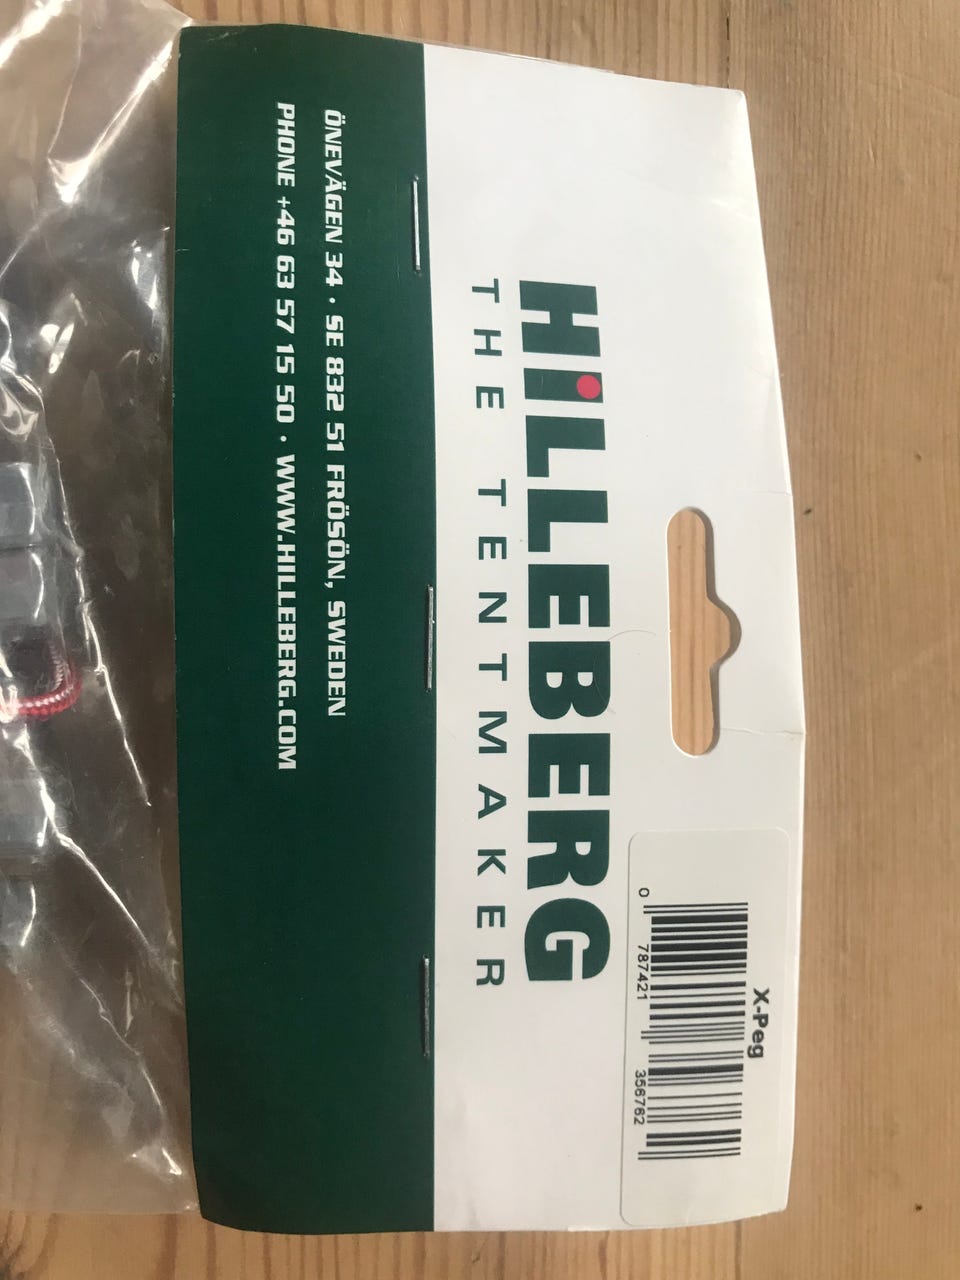 X-Peg
0 787421 356762
HiLLEBERG
THE TENTMAKER
ÖNEVÄGEN 34 · SE 832 51 FRÖSÖN, SWEDEN
PHONE +46 63 57 15 50 · WWW.HILLEBERG.COM